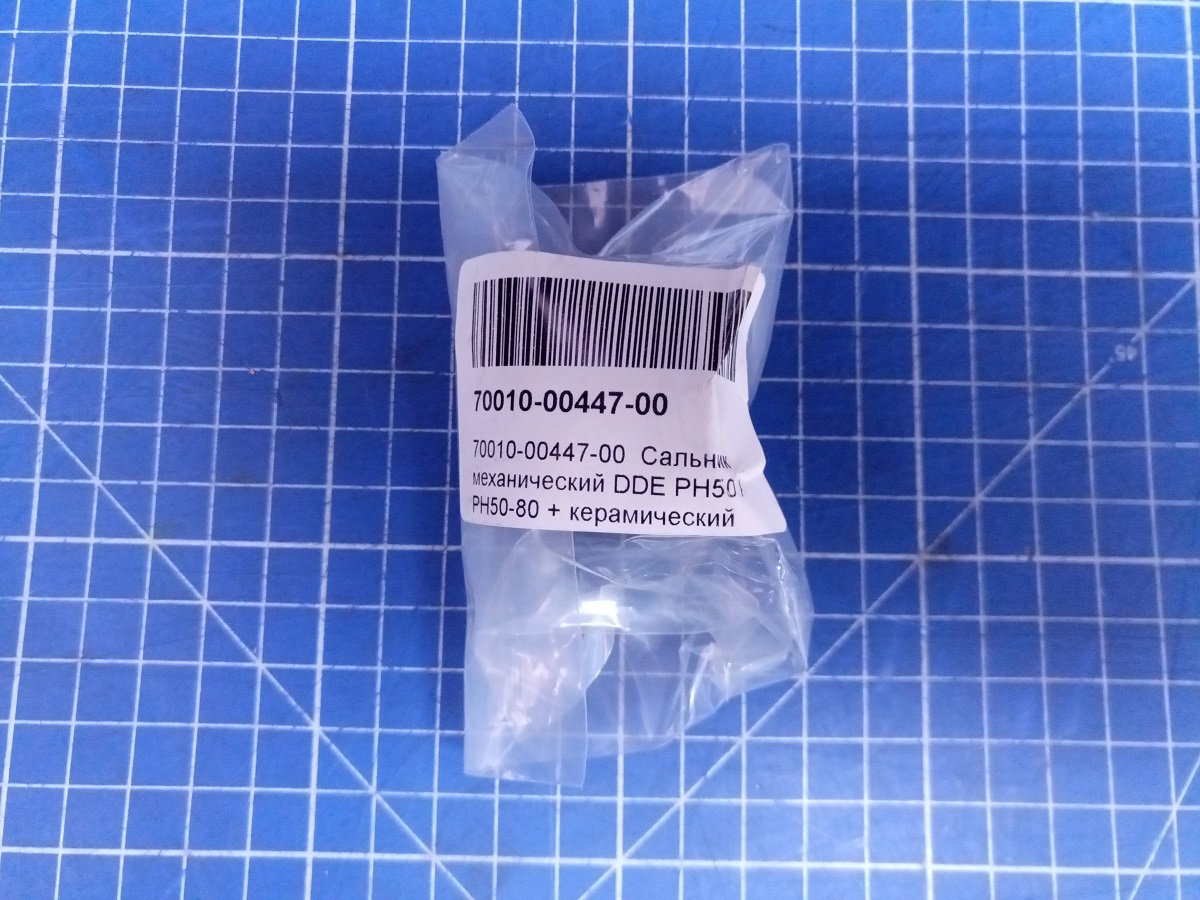 70010-00447-00
70010-00447-00 Сальник
механический DDE PH50
PH50-80 + керамический